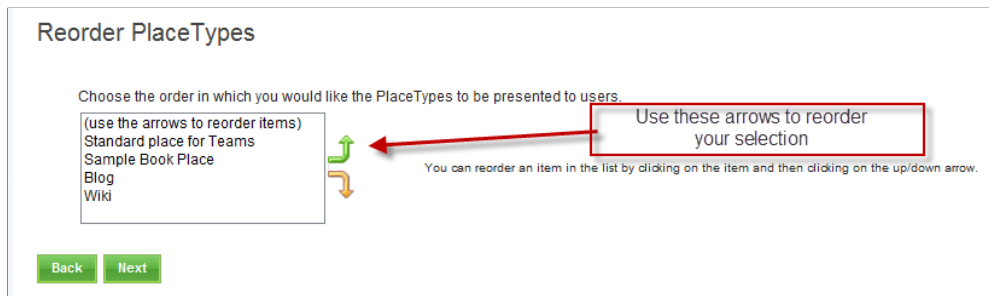 Reorder PlaceTypes
Choose the order in which you would like the PlaceTypes to be presented to users.
Use these arrows to reorder
your selection
(use the arrows to reorder items)
Standard place for Teams
Sample Book Place
Blog
Wiki
You can reorder an item in the list by clicking on the item and then clicking on the up/down arrow.
Back
Next